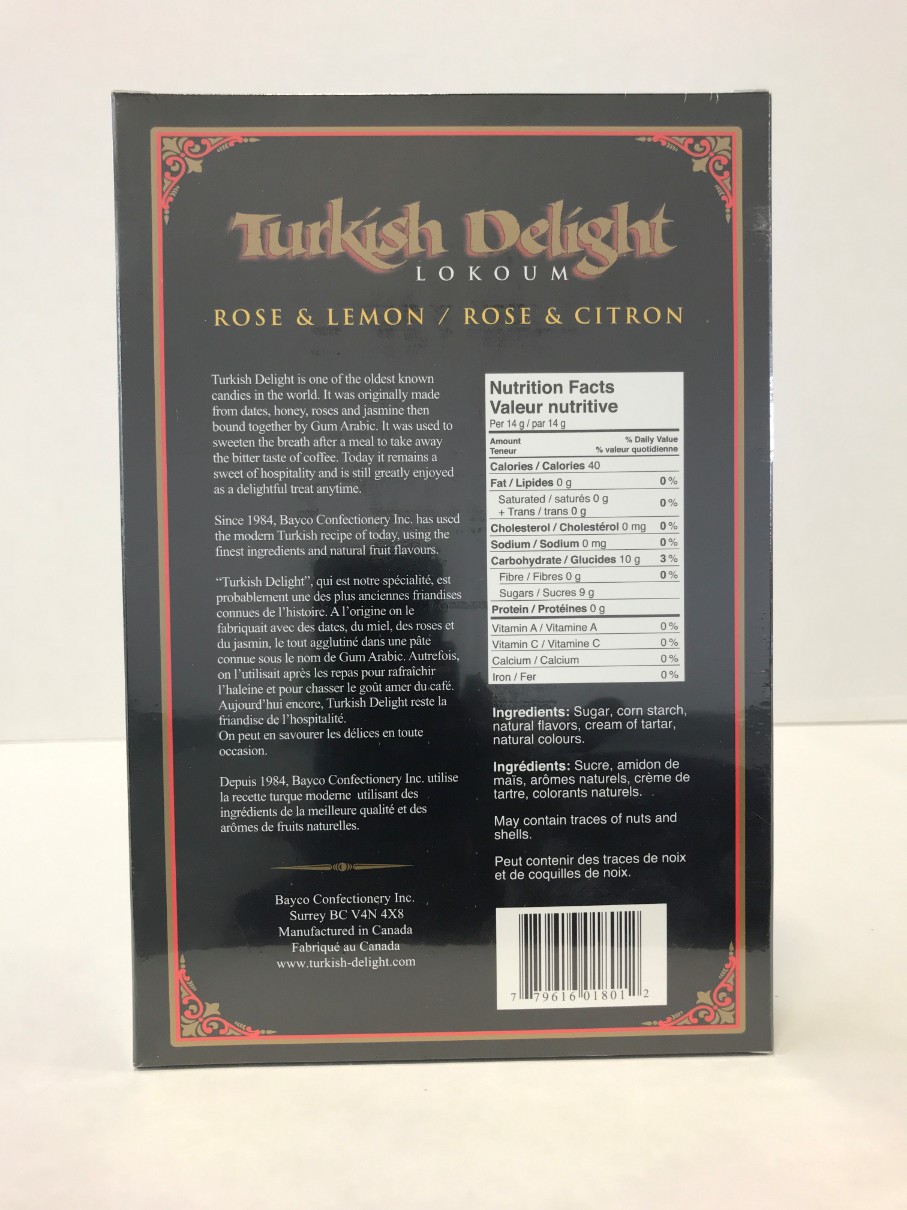 Turkish Delight
LOKOUM
ROSE & LEMON / ROSE & CITRON
Turkish Delight is one of the oldest known
candies in the world. It was originally made
from dates, honey, roses and jasmine then
bound together by Gum Arabic. It was used to
sweeten the breath after a meal to take away
the bitter taste of coffee. Today it remains a
sweet of hospitality and is still greatly enjoyed
as a delightful treat anytime.
Since 1984, Bayco Confectionery Inc. has used
the modern Turkish recipe of today, using the
finest ingredients and natural fruit flavours.
“Turkish Delight”, qui est notre spécialité, est
probablement une des plus anciennes friandises
connues de l’histoire. A l’origine on le
fabriquait avec des dates, du miel, des roses et
du jasmin, le tout agglutiné dans une pâte
connue sous le nom de Gum Arabic. Autrefois,
on l’utilisait après les repas pour rafraichir
l’haleine et pour chasser le goût amer du café.
Aujourd’hui encore, Turkish Delight reste la
friandise de l’hospitalité.
On peut en savourer les délices en toute
occasion.
Depuis 1984, Bayco Confectionery Inc. utilise
la recette turque moderne utilisant des
ingrédients de la meilleure qualité et des
arômes de fruits naturelles.
Bayco Confectionery Inc.
Surrey BC V4N 4X8
Manufactured in Canada
Fabriqué au Canada
www.turkish-delight.com
Nutrition Facts
Valeur nutritive
Per 14 g / par 14 g
Amount % Daily Value
Teneur % valeur quotidienne
Calories / Calories 40
Fat / Lipides 0 g 0 %
Saturated / saturés 0 g
+ Trans / trans 0 g 0 %
Cholesterol / Cholestérol 0 mg 0 %
Sodium / Sodium 0 mg 0 %
Carbohydrate / Glucides 10 g 3 %
Fibre / Fibres 0 g 0 %
Sugars / Sucres 9 g
Protein / Protéines 0 g
Vitamin A / Vitamine A 0 %
Vitamin C / Vitamine C 0 %
Calcium / Calcium 0 %
Iron / Fer 0 %
Ingredients: Sugar, corn starch,
natural flavors, cream of tartar,
natural colours.
Ingrédients: Sucre, amidon de
maïs, arômes naturels, crème de
tartre, colorants naturels.
May contain traces of nuts and
shells.
Peut contenir des traces de noix
et de coquilles de noix.
7 79616 01801 2